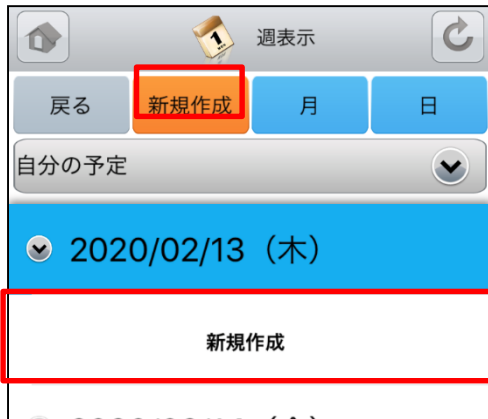 週表示
戻る 新規作成 月 日
自分の予定
2020/02/13（木）
新規作成